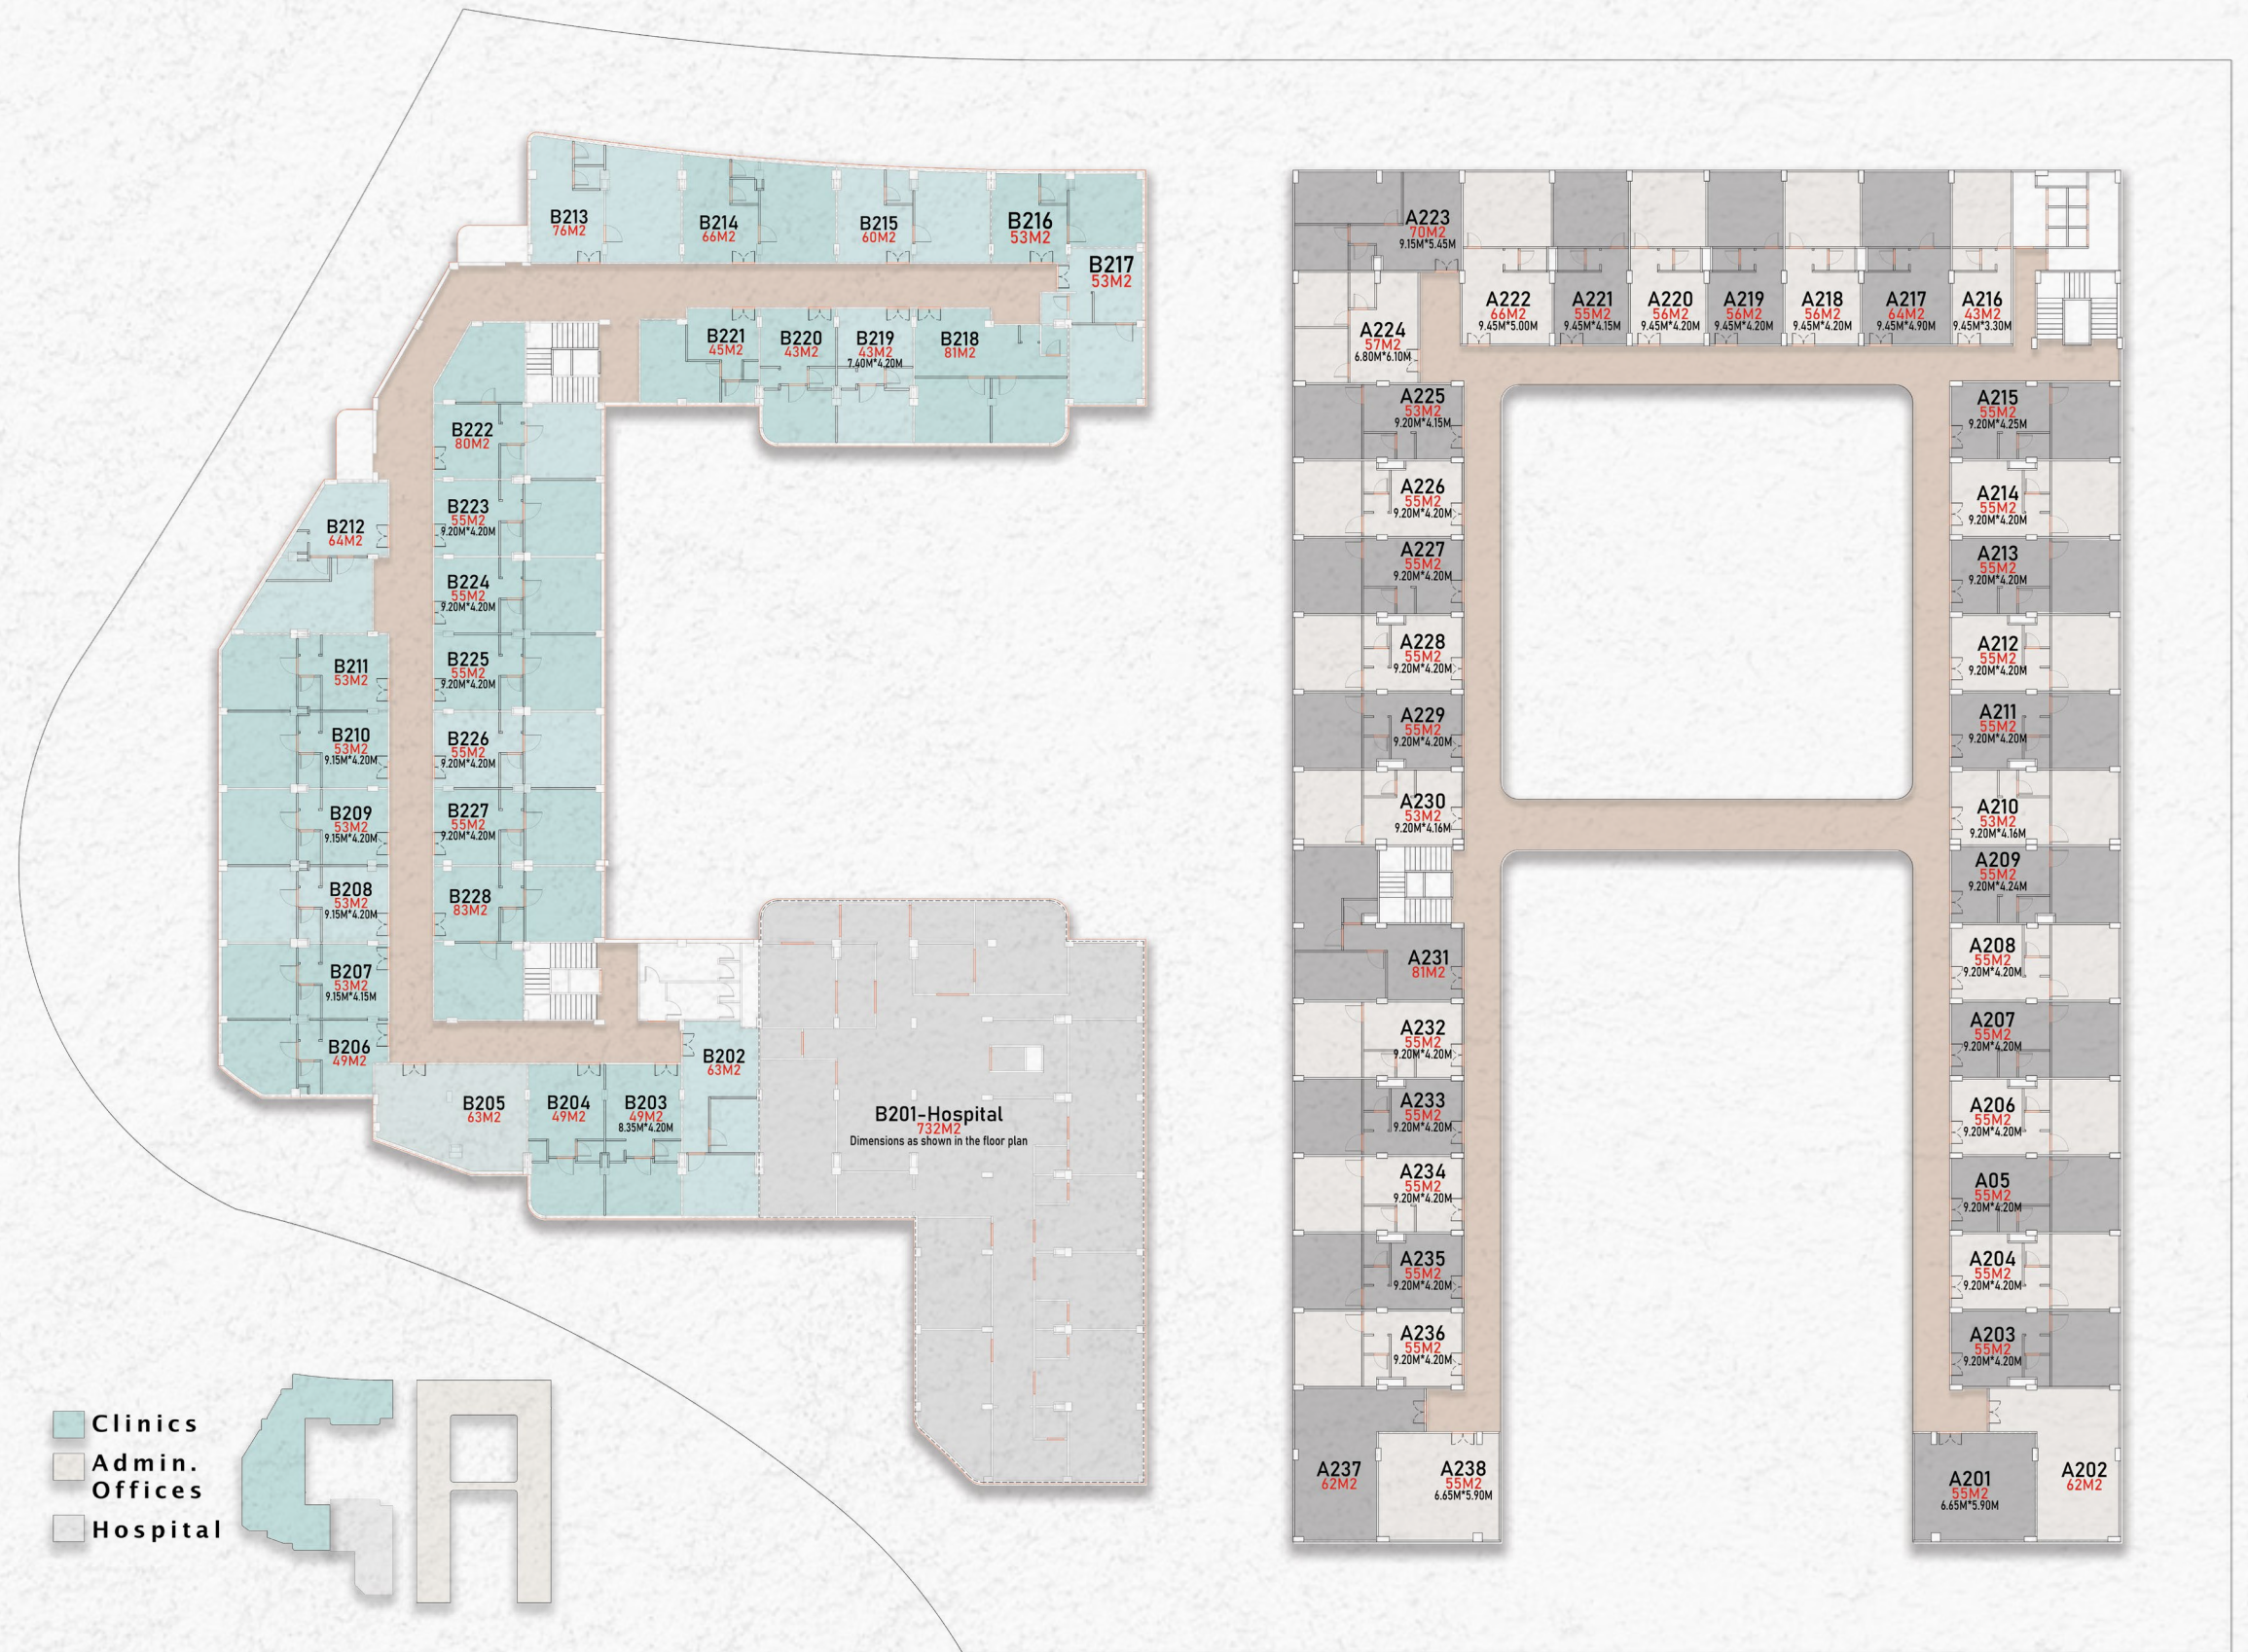 B213
76M2
B214
66M2
B215
60M2
B216
53M2
B217
53M2
B221
45M2
B220
43M2
B219
43M2
7.40M*4.20M
B218
81M2
B222
80M2
B223
55M2
9.20M*4.20M
B212
64M2
B224
55M2
9.20M*4.20M
B211
53M2
B225
55M2
9.20M*4.20M
B210
53M2
9.15M*4.20M
B226
55M2
9.20M*4.20M
B209
53M2
9.15M*4.20M
B227
55M2
9.20M*4.20M
B208
53M2
9.15M*4.20M
B228
83M2
B207
53M2
9.15M*4.15M
B206
49M2
B202
63M2
B205
63M2
B204
49M2
B203
49M2
8.35M*4.20M
B201-Hospital
732M2
Dimensions as shown in the floor plan
A223
70M2
9.15M*5.45M
A222
66M2
9.45M*5.00M
A221
55M2
9.45M*4.15M
A220
56M2
9.45M*4.20M
A219
56M2
9.45M*4.20M
A218
56M2
9.45M*4.20M
A217
64M2
9.45M*4.90M
A216
43M2
9.45M*3.30M
A224
57M2
6.80M*6.10M
A225
53M2
9.20M*4.15M
A226
55M2
9.20M*4.20M
A227
55M2
9.20M*4.20M
A228
55M2
9.20M*4.20M
A229
55M2
9.20M*4.20M
A230
53M2
9.20M*4.16M
A231
81M2
A232
55M2
9.20M*4.20M
A233
55M2
9.20M*4.20M
A234
55M2
9.20M*4.20M
A235
55M2
9.20M*4.20M
A236
55M2
9.20M*4.20M
A237
62M2
A238
55M2
6.65M*5.90M
A215
55M2
9.20M*4.25M
A214
55M2
9.20M*4.20M
A213
55M2
9.20M*4.20M
A212
55M2
9.20M*4.20M
A211
55M2
9.20M*4.20M
A210
53M2
9.20M*4.16M
A209
55M2
9.20M*4.24M
A208
55M2
9.20M*4.20M
A207
55M2
9.20M*4.20M
A206
55M2
9.20M*4.20M
A05
55M2
9.20M*4.20M
A204
55M2
9.20M*4.20M
A203
55M2
9.20M*4.20M
A201
55M2
6.65M*5.90M
A202
62M2
Clinics
Admin.
Offices
Hospital